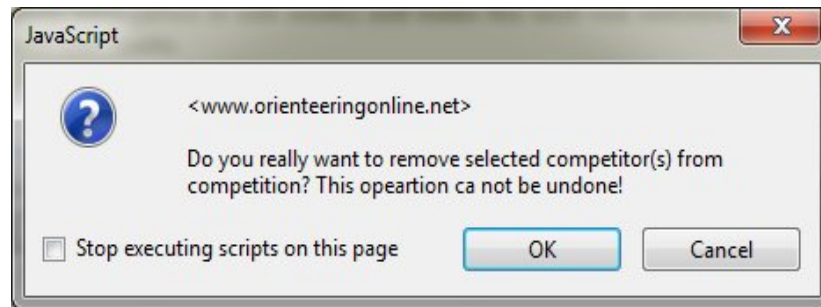 JavaScript
<www.orienteeringonline.net>
Do you really want to remove selected competitor(s) from
competition? This opeartion ca not be undone!
Stop executing scripts on this page
OK
Cancel